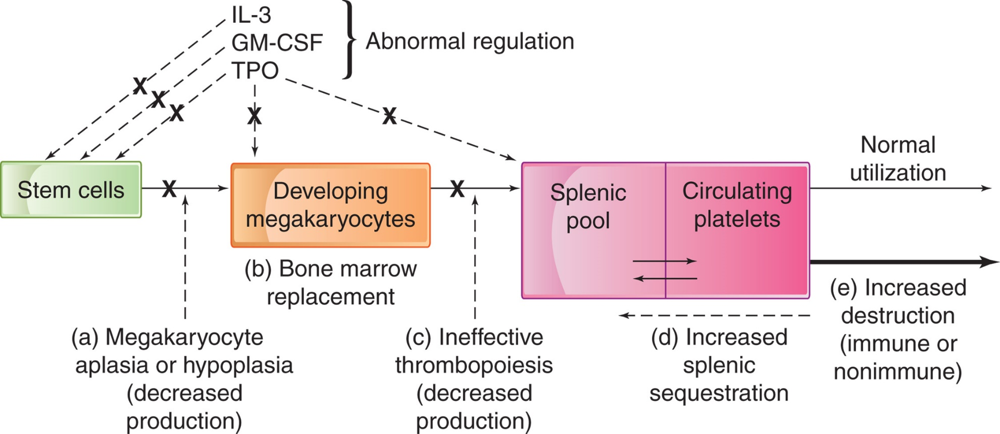 IL-3
GM-CSF
TPO
Abnormal regulation
X
X
X
X
X
Normal
utilization
Stem cells
X
Developing
megakaryocytes
X
Splenic
pool
Circulating
platelets
(b) Bone marrow
replacement
(a) Megakaryocyte
aplasia or hypoplasia
(decreased
production)
(c) Ineffective
thrombopoiesis
(decreased
production)
(d) Increased
splenic
sequestration
(e) Increased
destruction
(immune or
nonimmune)